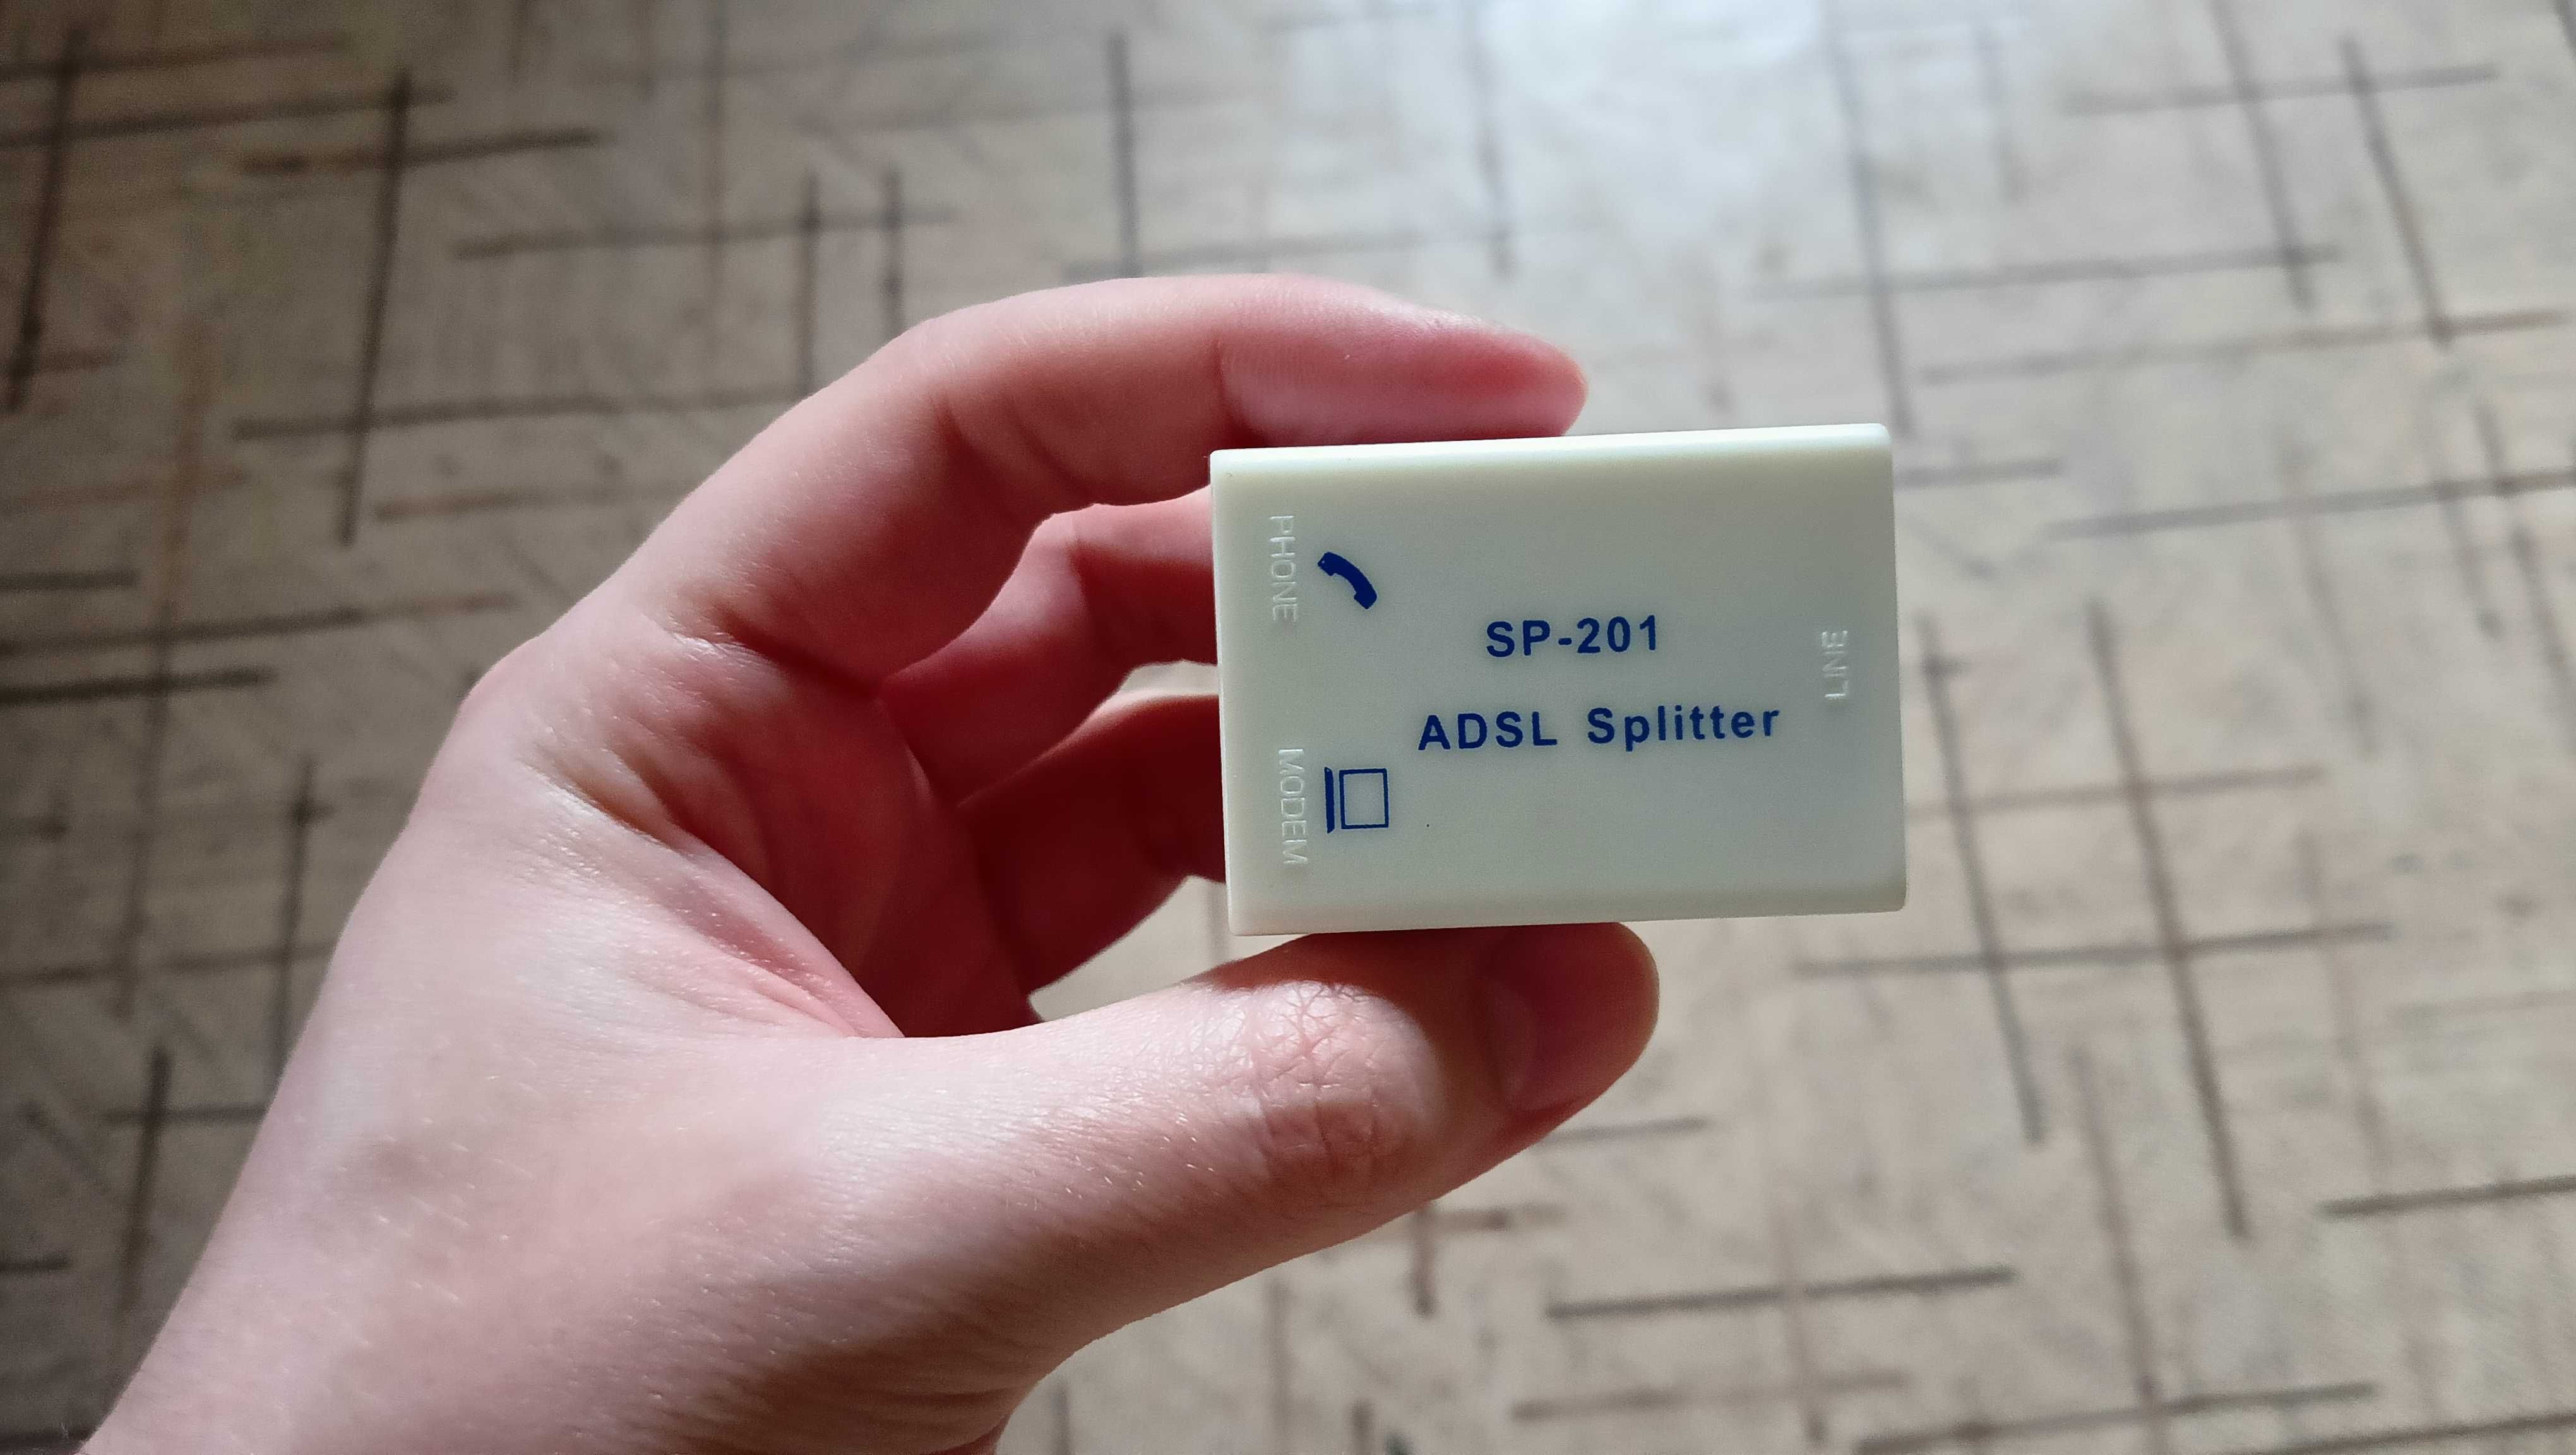 PHONE
SP-201
ADSL Splitter
LINE
MODEM